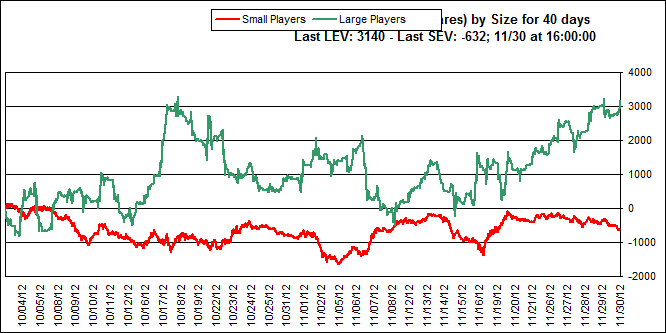 Small Players Large Players ares) by Size for 40 days
Last LEV: 3140 - Last SEV: -632; 11/30 at 16:00:00
4000
3000
2000
1000
0
-1000
-2000
10/04/12 10/05/12 10/08/12 10/09/12 10/10/12 10/11/12 10/12/12 10/16/12 10/17/12 10/18/12 10/19/12 10/22/12 10/23/12 10/24/12 10/25/12 10/31/12 11/01/12 11/02/12 11/05/12 11/06/12 11/07/12 11/08/12 11/09/12 11/12/12 11/13/12 11/14/12 11/15/12 11/16/12 11/19/12 11/20/12 11/21/12 11/26/12 11/27/12 11/28/12 11/29/12 11/30/12